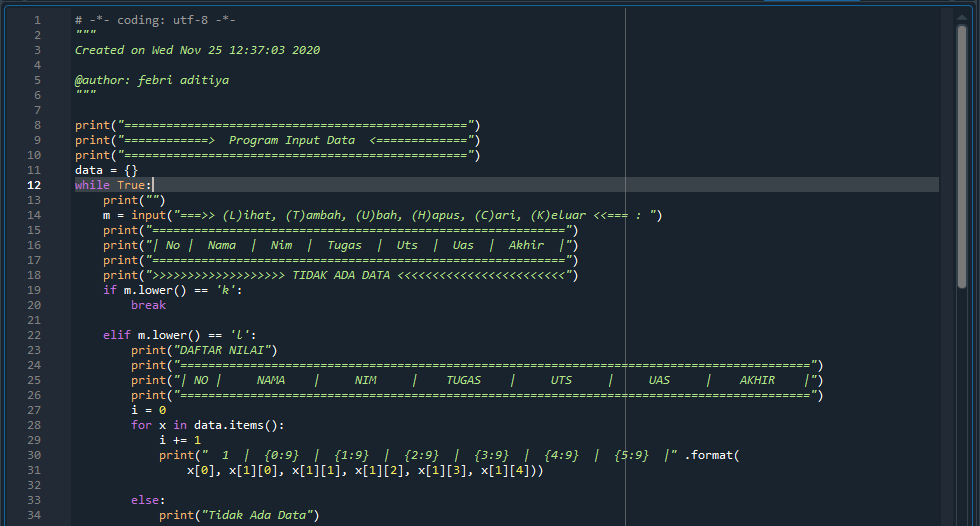 1 # -*- coding: utf-8 -*-
2 """
3 Created on Wed Nov 25 12:37:03 2020
4
5 @author: febri aditiya
6 """
7
8 print("=================================================")
9 print("============>  Program Input Data  <=============")
10 print("=================================================")
11 data = {}
12 while True:
13     print("")
14     m = input("===>> (L)ihat, (T)ambah, (U)bah, (H)apus, (C)ari, (K)eluar <<=== : ")
15     print("===========================================================")
16     print("| No |  Nama  |  Nim  |  Tugas  |  Uts  |  Uas  |  Akhir  |")
17     print("===========================================================")
18     print(">>>>>>>>>>>>>>>>>>> TIDAK ADA DATA <<<<<<<<<<<<<<<<<<<<<<<<")
19     if m.lower() == 'k':
20         break
21
22     elif m.lower() == 'l':
23         print("DAFTAR NILAI")
24         print("==========================================================================================")
25         print("| NO |     NAMA    |     NIM     |    TUGAS    |     UTS     |     UAS     |    AKHIR    |")
26         print("==========================================================================================")
27         i = 0
28         for x in data.items():
29             i += 1
30             print("  1  |  {0:9}  |  {1:9}  |  {2:9}  |  {3:9}  |  {4:9}  |  {5:9}  |" .format(
31                 x[0], x[1][0], x[1][1], x[1][2], x[1][3], x[1][4]))
32
33         else:
34             print("Tidak Ada Data")